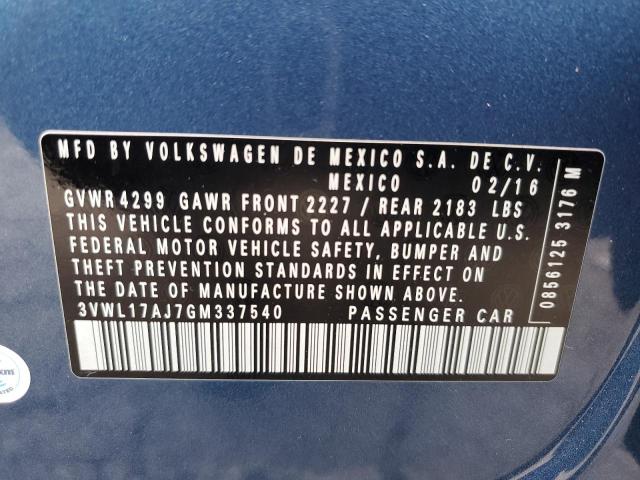 MFD BY VOLKSWAGEN DE MEXICO S.A. DE C.V.
MEXICO 02/16
GVWR 4299 GAWR FRONT 2227 / REAR 2183 LBS
THIS VEHICLE CONFORMS TO ALL APPLICABLE U.S.
FEDERAL MOTOR VEHICLE SAFETY, BUMPER AND
THEFT PREVENTION STANDARDS IN EFFECT ON
THE DATE OF MANUFACTURE SHOWN ABOVE.
3VWL17AJ7GM337540 PASSENGER CAR
0856125 3176 M